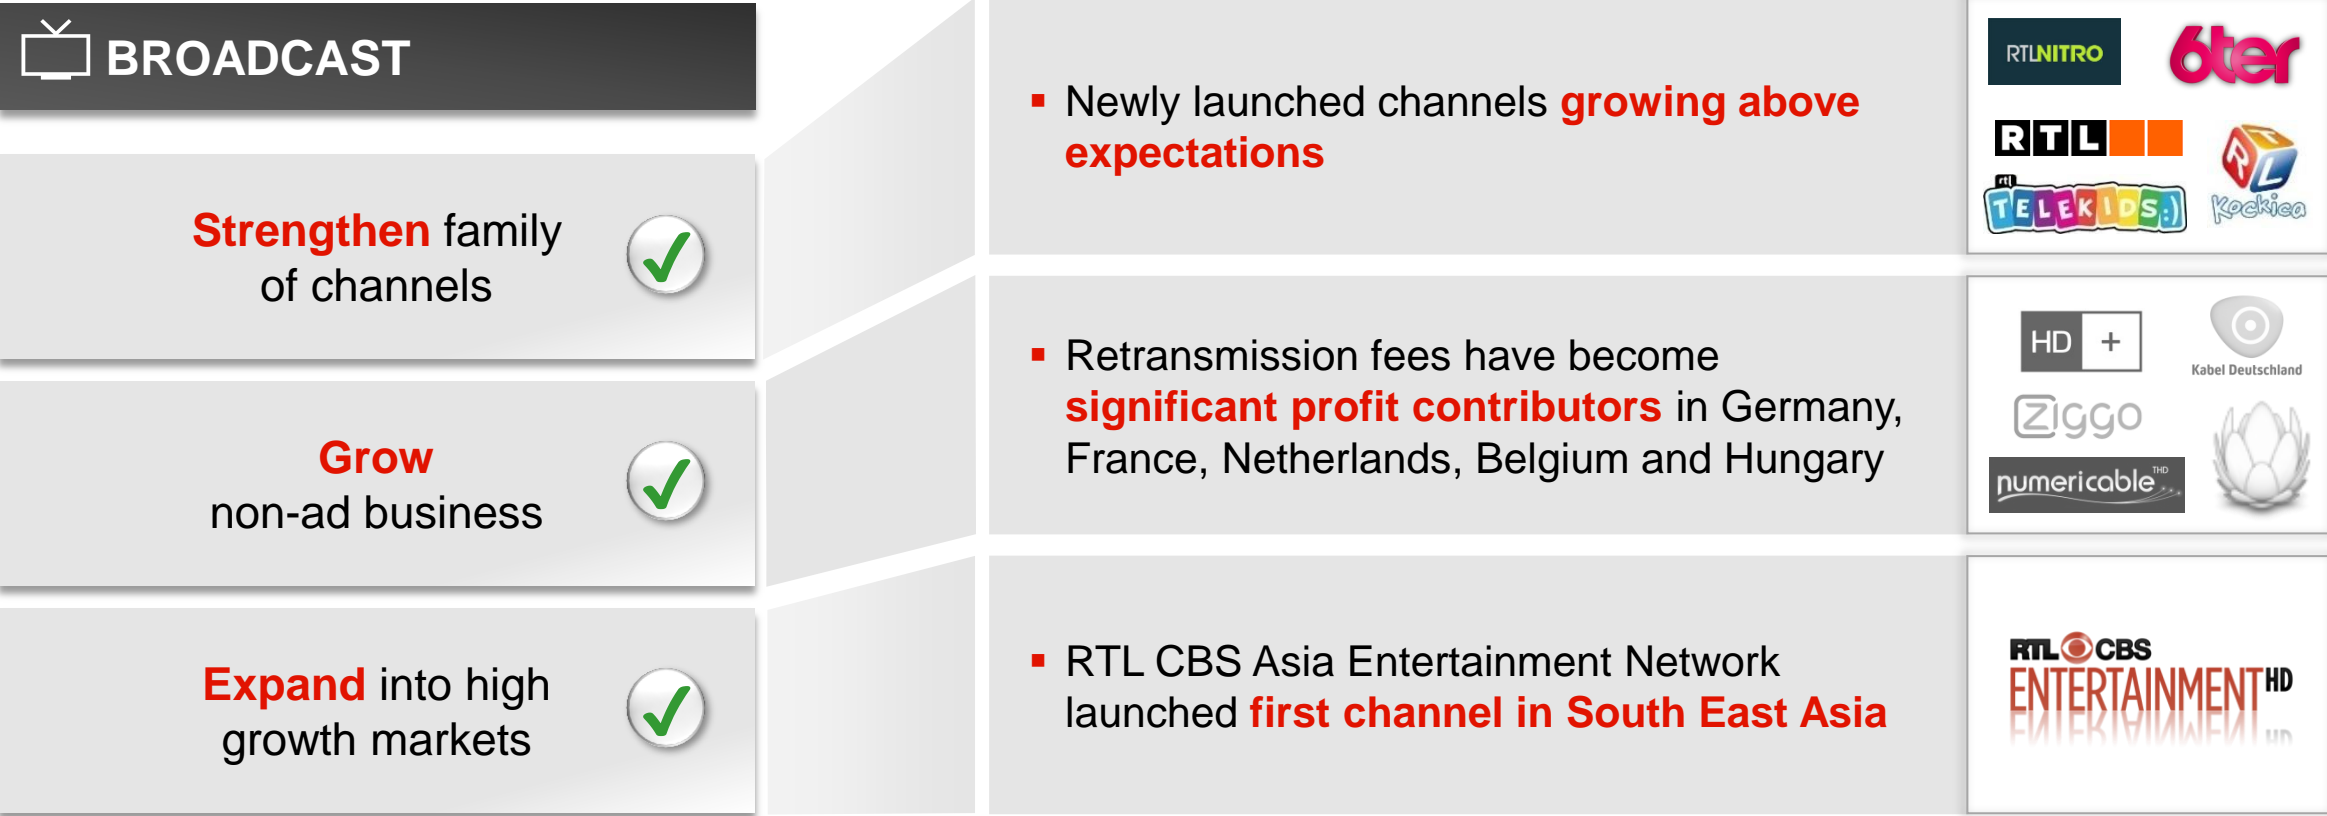 BROADCAST
Strengthen family
of channels
Grow
non-ad business
Expand into high
growth markets
▪ Newly launched channels growing above
expectations
▪ Retransmission fees have become
significant profit contributors in Germany,
France, Netherlands, Belgium and Hungary
▪ RTL CBS Asia Entertainment Network
launched first channel in South East Asia
RTLNITRO
6ter
RTL
rtl
TELEKIDS:)
RTL
Kockica
HD +
Kabel Deutschland
Ziggo
numericable THD
RTL CBS
ENTERTAINMENT HD